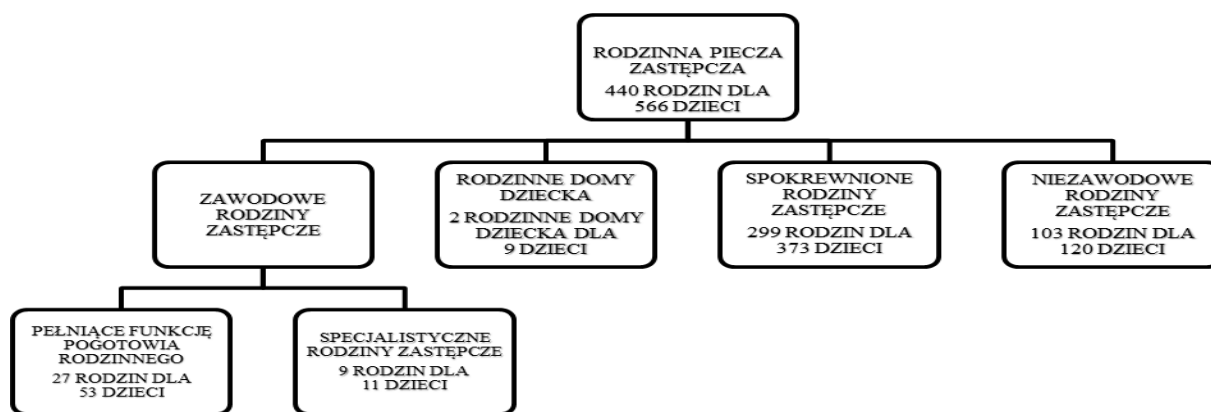 RODZINNA PIECZA
ZASTĘPCZA
440 RODZIN DLA
566 DZIECI
ZAWODOWE
RODZINY
ZASTĘPCZE
RODZINNE DOMY
DZIECKA
2 RODZINNE DOMY
DZIECKA DLA
9 DZIECI
SPOKREWNIONE
RODZINY
ZASTĘPCZE
299 RODZIN DLA
373 DZIECI
NIEZAWODOWE
RODZINY
ZASTĘPCZE
103 RODZIN DLA
120 DZIECI
PEŁNIĄCE FUNKCJĘ
POGOTOWIA
RODZINNEGO
27 RODZIN DLA
53 DZIECI
SPECJALISTYCZNE
RODZINY ZASTĘPCZE
9 RODZIN DLA
11 DZIECI